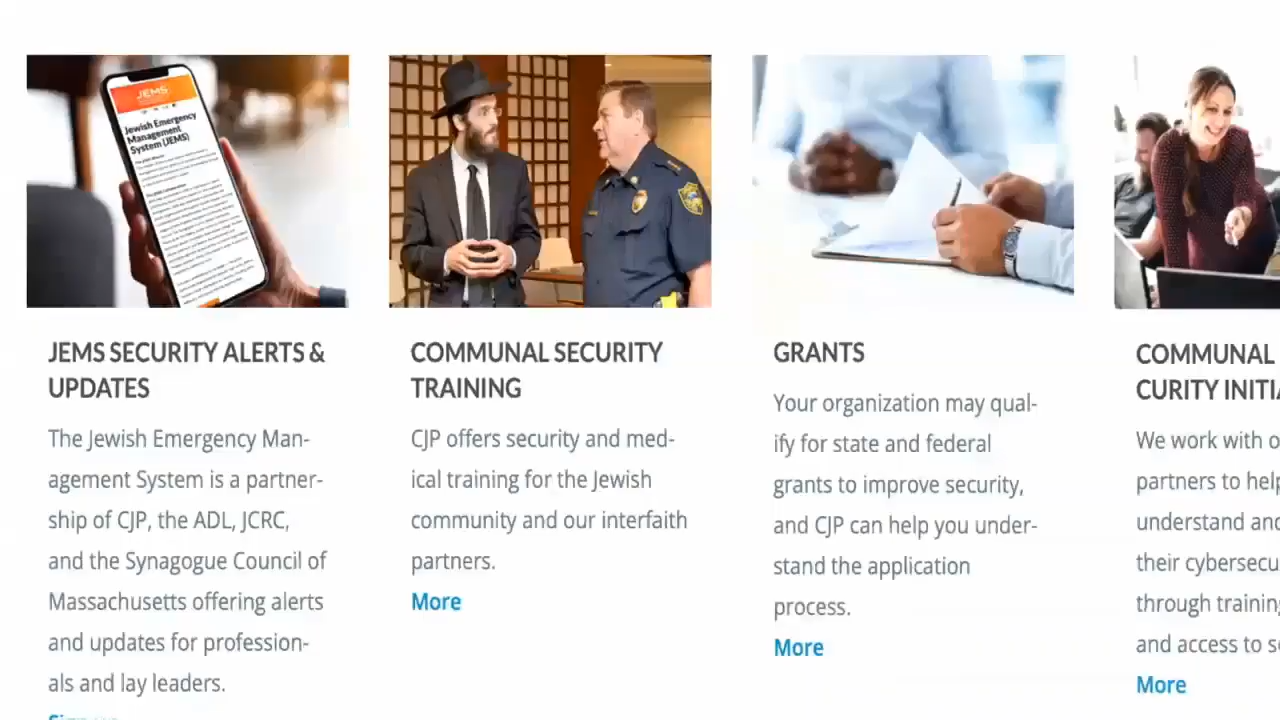 JEMS
Jewish Emergency
Management
System (JEMS)
JEMS SECURITY ALERTS &
UPDATES
The Jewish Emergency Man-
agement System is a partner-
ship of CJP, the ADL, JCRC,
and the Synagogue Council of
Massachusetts offering alerts
and updates for profession-
als and lay leaders.
COMMUNAL SECURITY
TRAINING
CJP offers security and med-
ical training for the Jewish
community and our interfaith
partners.
More
GRANTS
Your organization may qual-
ify for state and federal
grants to improve security,
and CJP can help you under-
stand the application
process.
More
COMMUNAL
CURITY INITIA
We work with o
partners to help
understand and
their cybersecu
through training
and access to s
More